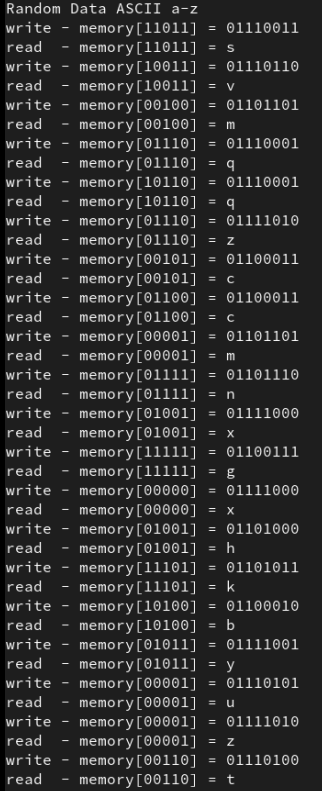 Random Data ASCII a-z
write - memory[11011] = 01110011
read  - memory[11011] = s
write - memory[10011] = 01110110
read  - memory[10011] = v
write - memory[00100] = 01101101
read  - memory[00100] = m
write - memory[01110] = 01110001
read  - memory[01110] = q
write - memory[10110] = 01110001
read  - memory[10110] = q
write - memory[01110] = 01111010
read  - memory[01110] = z
write - memory[00101] = 01100011
read  - memory[00101] = c
write - memory[01100] = 01100011
read  - memory[01100] = c
write - memory[00001] = 01101101
read  - memory[00001] = m
write - memory[01111] = 01101110
read  - memory[01111] = n
write - memory[01001] = 01111000
read  - memory[01001] = x
write - memory[11111] = 01100111
read  - memory[11111] = g
write - memory[00000] = 01111000
read  - memory[00000] = x
write - memory[01001] = 01101000
read  - memory[01001] = h
write - memory[11101] = 01101011
read  - memory[11101] = k
write - memory[10100] = 01100010
read  - memory[10100] = b
write - memory[01011] = 01111001
read  - memory[01011] = y
write - memory[00001] = 01110101
read  - memory[00001] = u
write - memory[00001] = 01111010
read  - memory[00001] = z
write - memory[00110] = 01110100
read  - memory[00110] = t